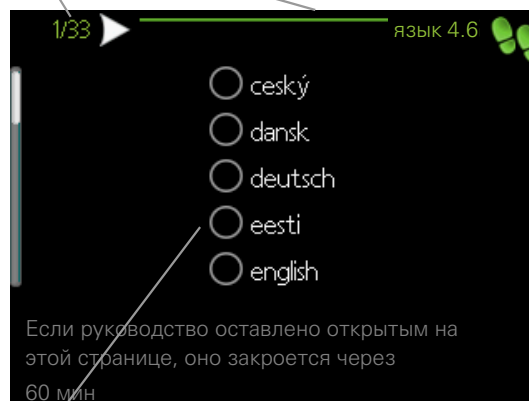 1/33
язык 4.6
ceský
dansk
deutsch
eesti
english
Если руководство оставлено открытым на
этой странице, оно закроется через
60 мин